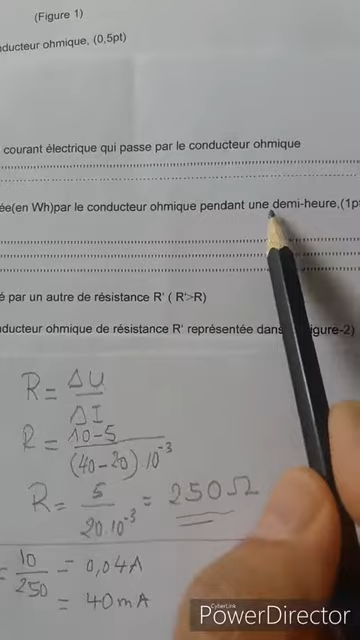 (Figure 1)
ducteur ohmique, (0,5pt)
courant électrique qui passe par le conducteur ohmique
ée(en Wh)par le conducteur ohmique pendant une demi-heure,(1p
é par un autre de résistance R' ( R'>R)
ducteur ohmique de résistance R' représentée dans igure-2)
R = ΔU / ΔI
R = 10-5 / (40-20).10⁻³
R = 5 / 20.10⁻³ = 250Ω
= 10 / 250 = 0,04A
= 40mA
CyberLink
PowerDirector